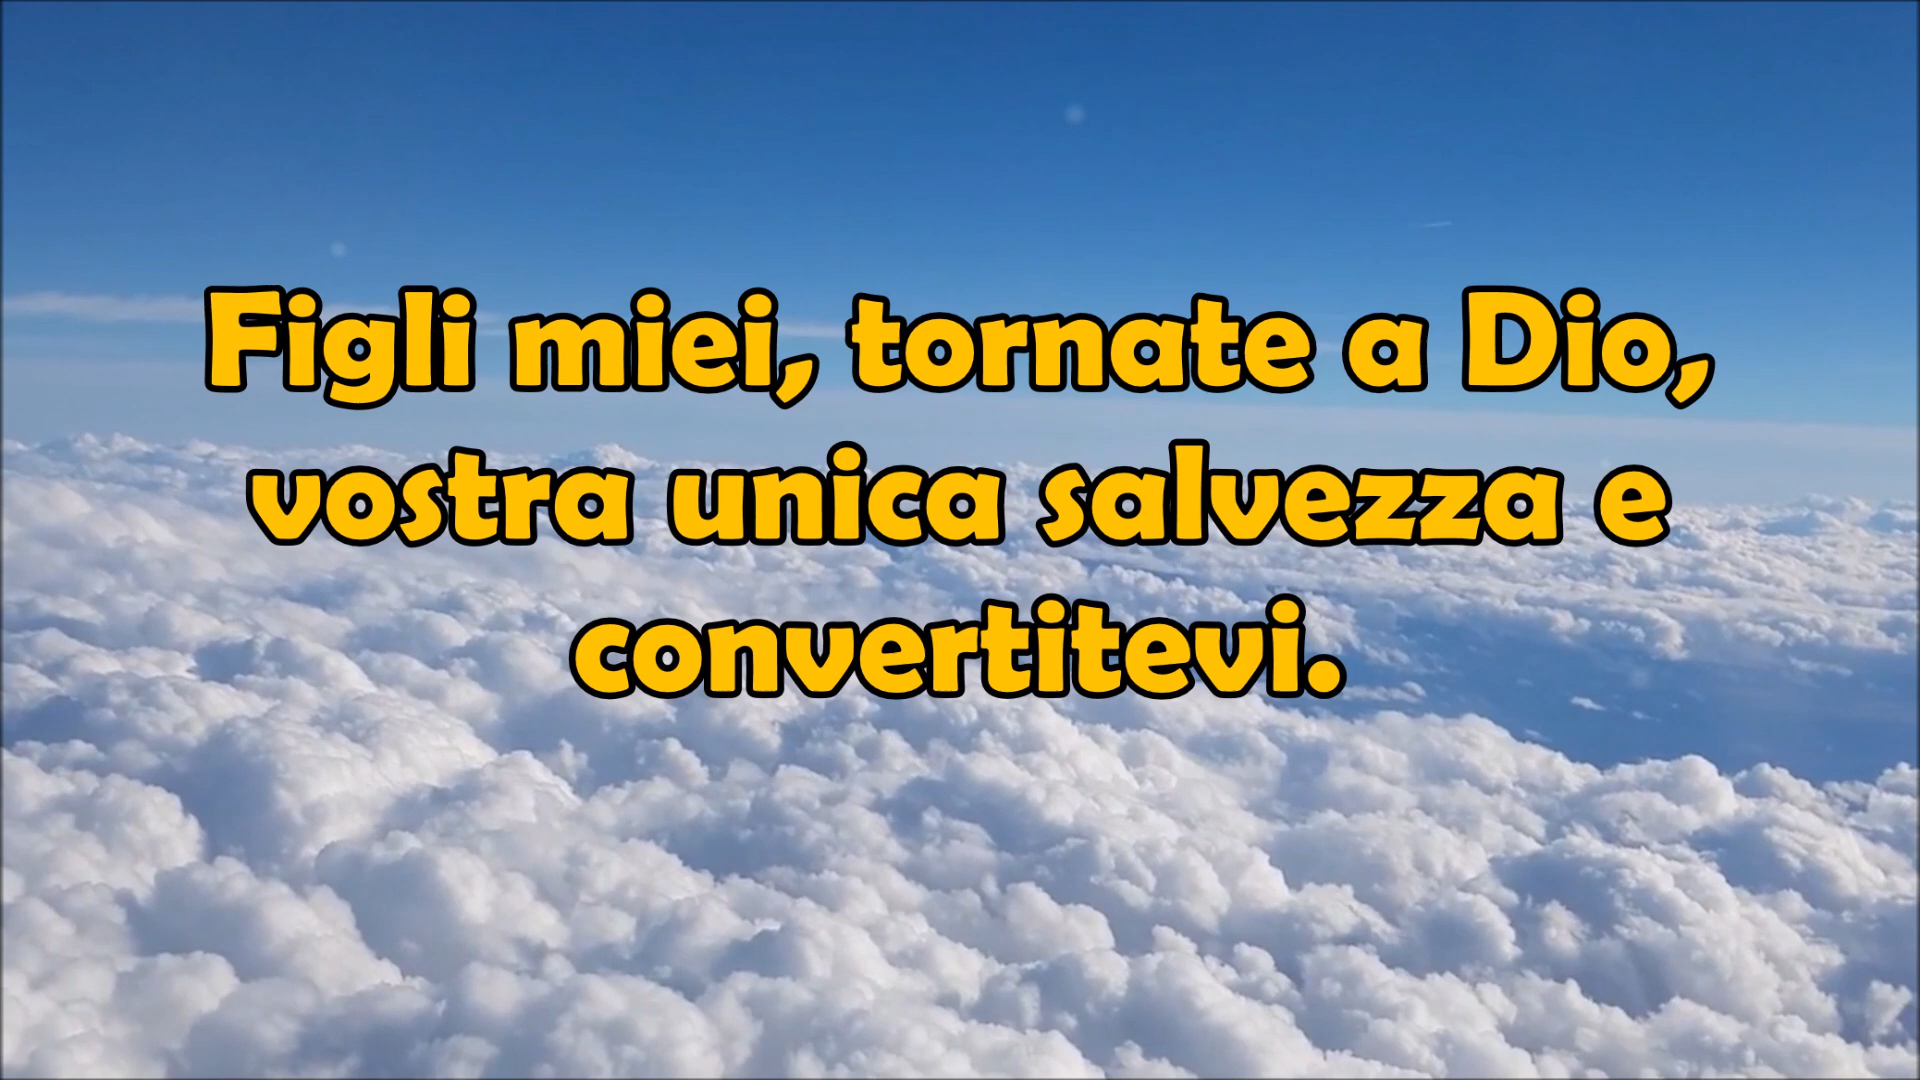 Figli miei, tornate a Dio,
vostra unica salvezza e
convertitevi.